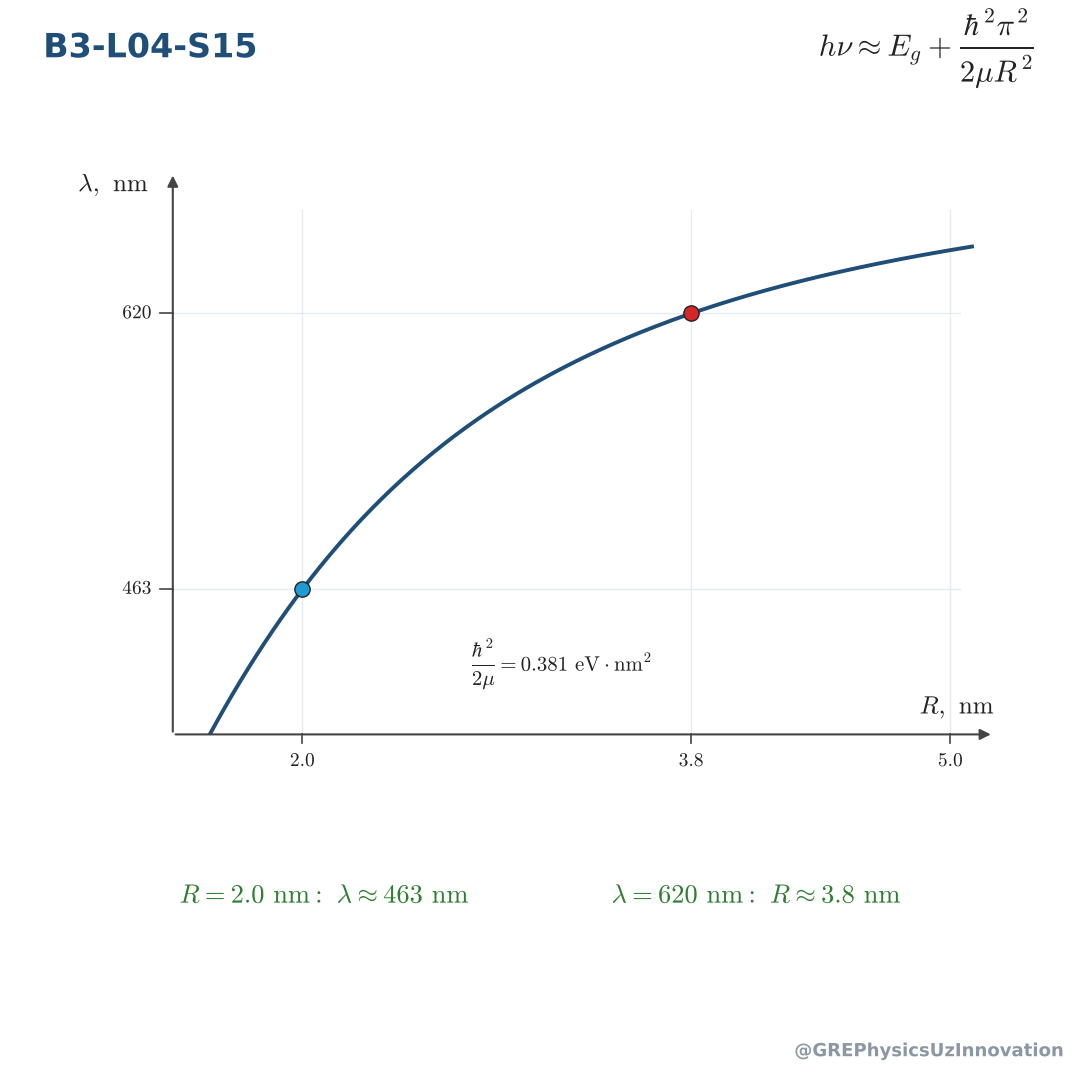 B3-L04-S15
hν ≈ E_g + ħ²π² / 2μR²
λ, nm
620
463
ħ² / 2μ = 0.381 eV · nm²
R, nm
2.0 3.8 5.0
R = 2.0 nm : λ ≈ 463 nm
λ = 620 nm : R ≈ 3.8 nm
@GREPhysicsUzInnovation